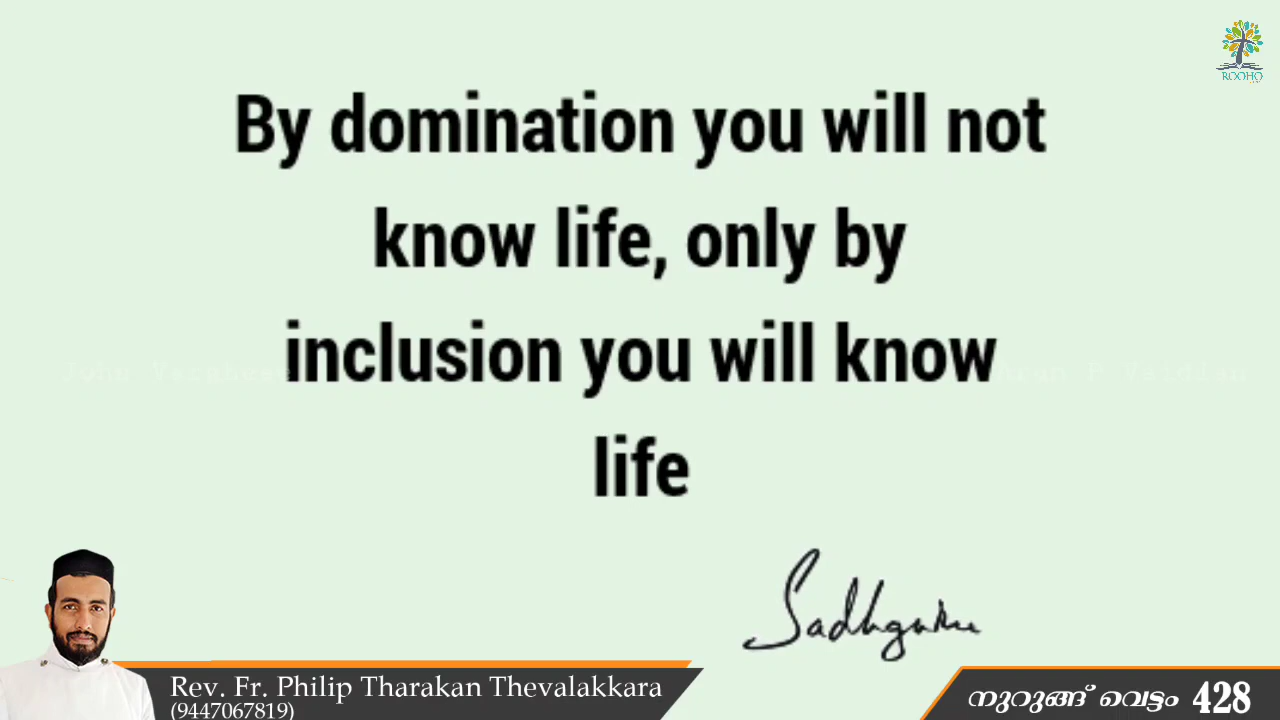 ROOHO
By domination you will not
know life, only by
inclusion you will know
life
Sadhguru
Rev. Fr. Philip Tharakan Thevalakkara
(9447067819)
നുറുങ്ങ് വെട്ടം 428